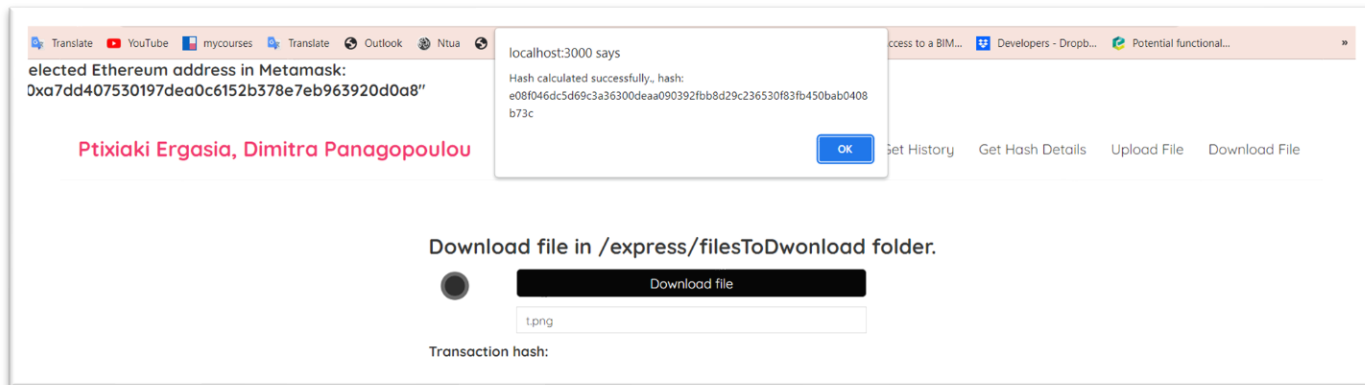 Translate YouTube mycourses Translate Outlook Ntua
ccess to a BIM... Developers - Dropb... Potential functional... »
localhost:3000 says
Hash calculated successfully., hash:
e08f046dc5d69c3a36300deaa090392fbb8d29c236530f83fb450bab0408
b73c
OK
elected Ethereum address in Metamask:
0xa7dd407530197dea0c6152b378e7eb963920d0a8"
Ptixiaki Ergasia, Dimitra Panagopoulou
Get History Get Hash Details Upload File Download File
Download file in /express/filesToDwonload folder.
Download file
t.png
Transaction hash: